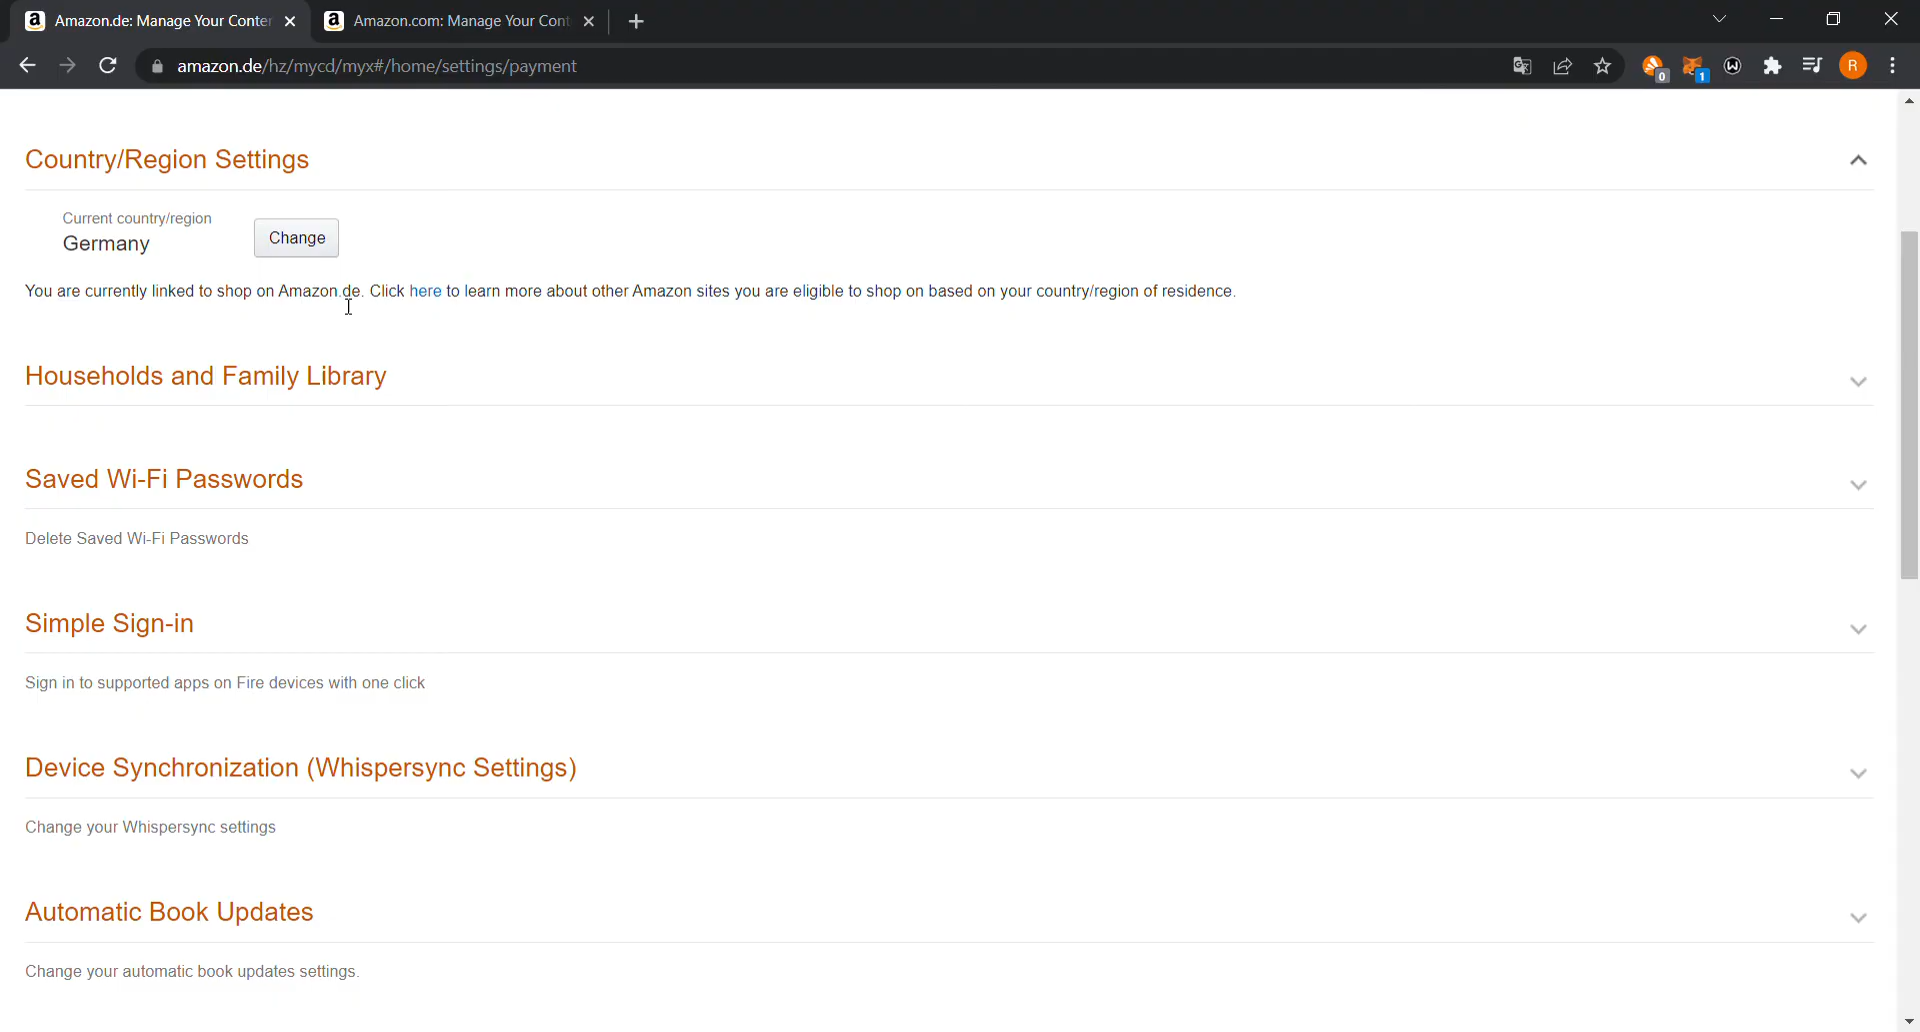 Amazon.de: Manage Your Conter
Amazon.com: Manage Your Cont
amazon.de/hz/mycd/myx#/home/settings/payment
0
1
R
Country/Region Settings
Current country/region
Germany
Change
You are currently linked to shop on Amazon.de. Click here to learn more about other Amazon sites you are eligible to shop on based on your country/region of residence.
Households and Family Library
Saved Wi-Fi Passwords
Delete Saved Wi-Fi Passwords
Simple Sign-in
Sign in to supported apps on Fire devices with one click
Device Synchronization (Whispersync Settings)
Change your Whispersync settings
Automatic Book Updates
Change your automatic book updates settings.